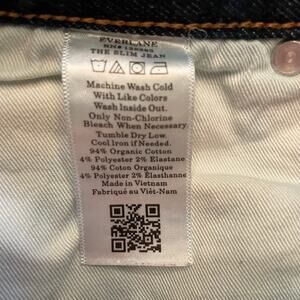 EVERLANE
THE SLIM JEAN
Machine Wash Cold
With Like Colors
Wash Inside Out.
Only Non-Chlorine
Bleach When Necessary.
Tumble Dry Low.
Cool Iron if Needed.
94% Organic Cotton
4% Polyester 2% Elastane
94% Coton Organique
4% Polyester 2% Elasthanne
Made in Vietnam
Fabriqué au Việt-Nam